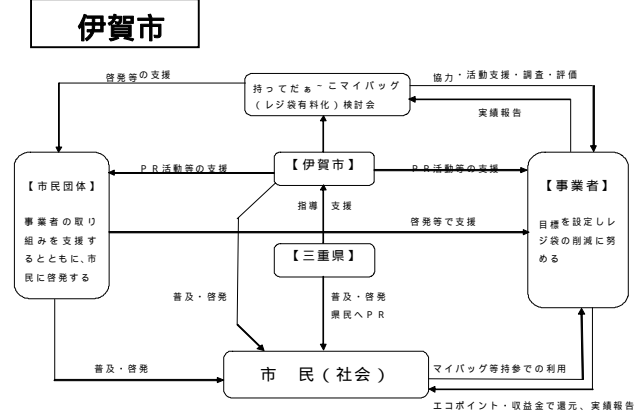 伊賀市
啓発等の支援
持ってだぁーこマイバッグ
(レジ袋有料化)検討会
協力・活動支援・調査・評価
実績報告
【市民団体】
事業者の取り
組みを支援す
るとともに、市
民に啓発する
PR活動等の支援
【伊賀市】
PR活動等の支援
【事業者】
目標を設定しレ
ジ袋の削減に努
める
指導 支援
啓発等で支援
【三重県】
普及・啓発
普及・啓発
県民へPR
普及・啓発
市 民(社会)
マイバッグ等持参での利用
エコポイント・収益金で還元、実績報告